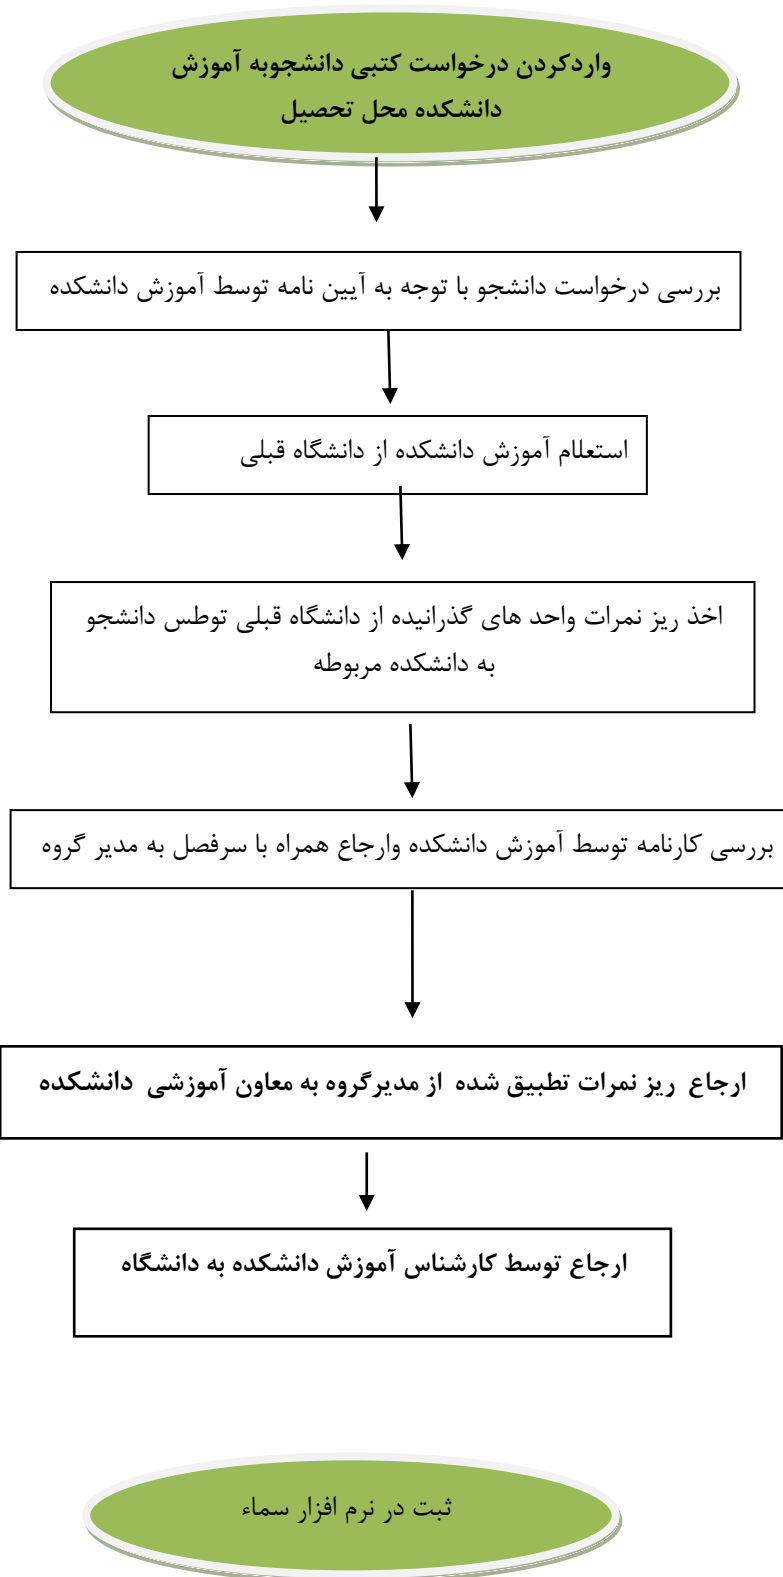 واردکردن درخواست کتبی دانشجوبه آموزش
دانشکده محل تحصیل
بررسی درخواست دانشجو با توجه به آیین نامه توسط آموزش دانشکده
استعلام آموزش دانشکده از دانشگاه قبلی
اخذ ریز نمرات واحد های گذرانیده از دانشگاه قبلی توطس دانشجو
به دانشکده مربوطه
بررسی کارنامه توسط آموزش دانشکده وارجاع همراه با سرفصل به مدیر گروه
ارجاع ریز نمرات تطبیق شده از مدیرگروه به معاون آموزشی دانشکده
ارجاع توسط کارشناس آموزش دانشکده به دانشگاه
ثبت در نرم افزار سماء